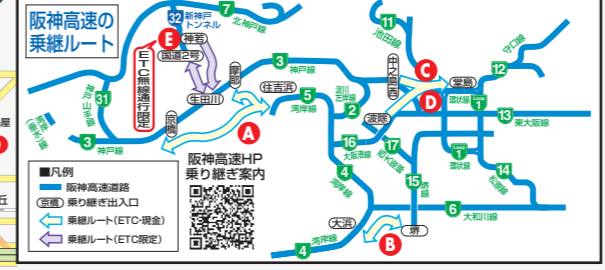 阪神高速の
乗継ルート
32
新神戸
トンネル
7
北神戸線
E
神若
国道2号
ETC無線通行限定
生田川
摩耶
3
神戸線
住吉浜
5
湾岸線
A
京橋
31
神戸山手線
3
神戸線
11
池田線
中之島西
C
堂島
D
12
守口線
環状線
1
13
東大阪線
淀川
左岸線
2
波除
16
大阪港線
17
西大阪線
1
環状線
14
松原線
15
堺線
4
湾岸線
6
大和川線
大浜
堺
B
4
湾岸線
阪神高速HP
乗り継ぎ案内
■凡例
阪神高速道路
京橋 乗り継ぎ出入口
乗継ルート(ETC・現金)
乗継ルート(ETC限定)
丘